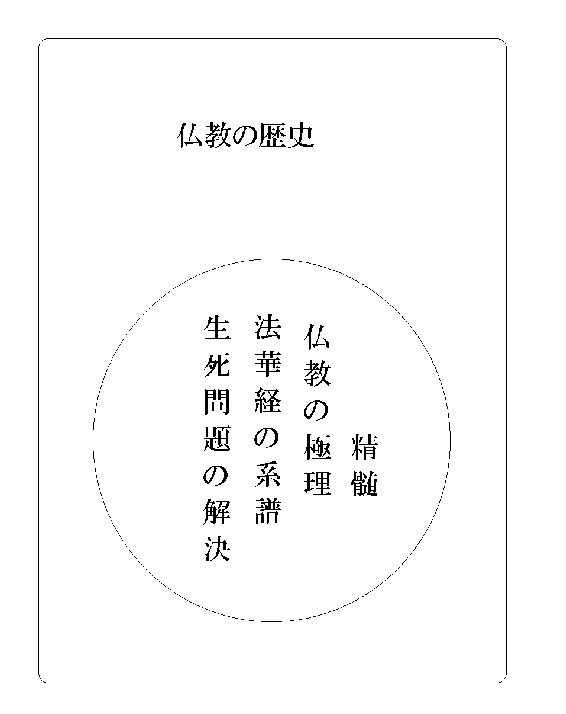 仏教の歴史
精髄
仏教の極理
法華経の系譜
生死問題の解決